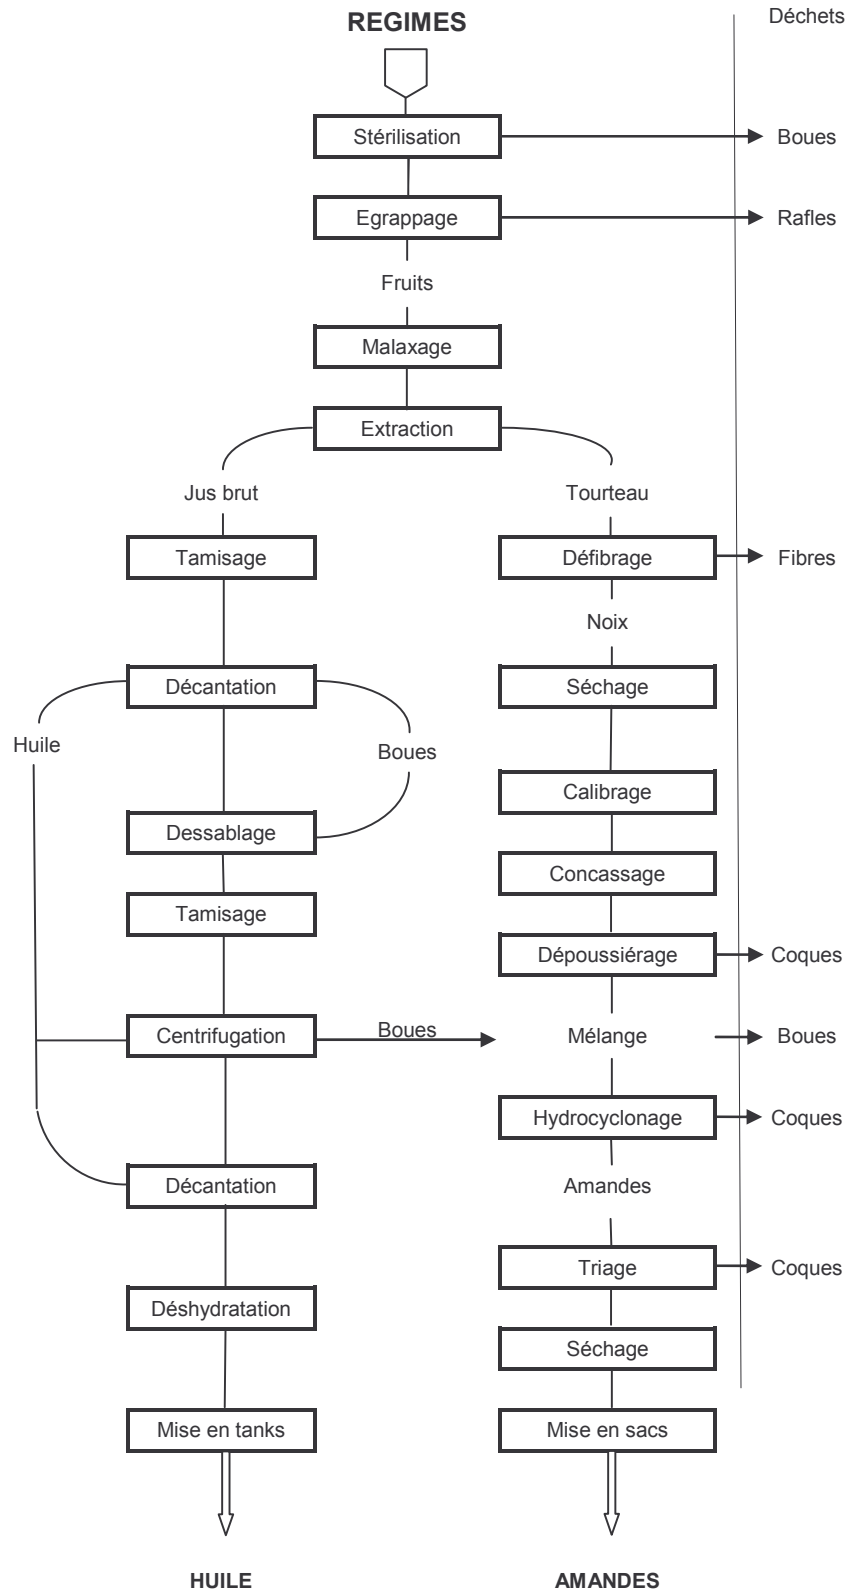 REGIMES
Déchets
Stérilisation
Boues
Egrappage
Rafles
Fruits
Malaxage
Extraction
Jus brut
Tourteau
Tamisage
Défibrage
Fibres
Noix
Décantation
Séchage
Huile
Boues
Calibrage
Dessablage
Concassage
Tamisage
Dépoussiérage
Coques
Centrifugation
Boues
Mélange
Boues
Hydrocyclonage
Coques
Décantation
Amandes
Triage
Coques
Déshydratation
Séchage
Mise en tanks
Mise en sacs
HUILE
AMANDES